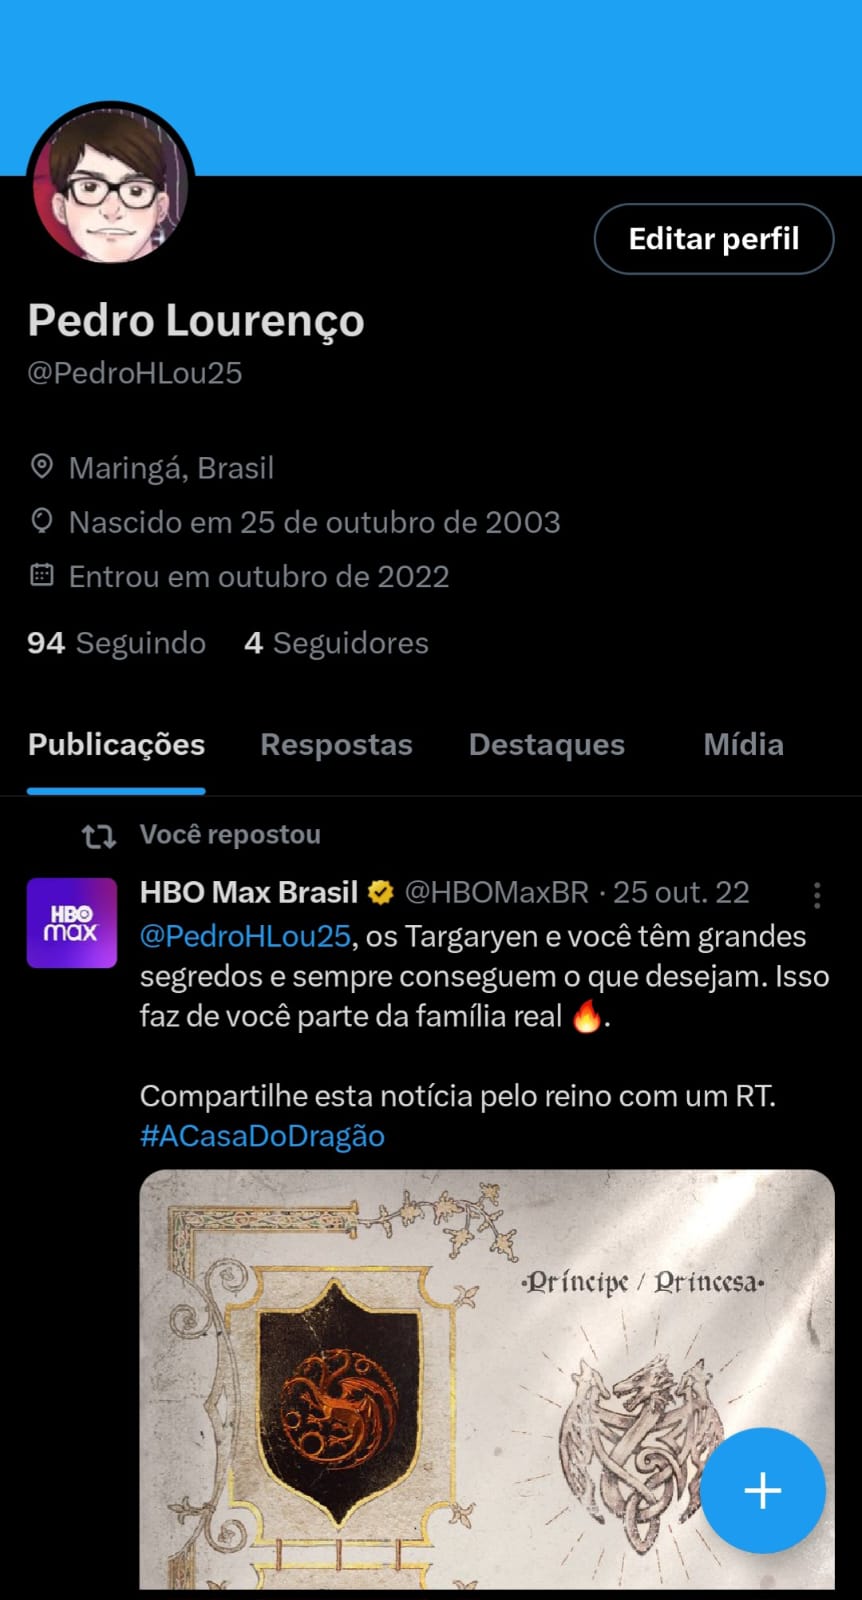 Editar perfil
Pedro Lourenço
@PedroHLou25
Maringá, Brasil
Nascido em 25 de outubro de 2003
Entrou em outubro de 2022
94 Seguindo 4 Seguidores
Publicações Respostas Destaques Mídia
Você repostou
HBO Max Brasil @HBOMaxBR · 25 out. 22
HBO
max
@PedroHLou25, os Targaryen e você têm grandes
segredos e sempre conseguem o que desejam. Isso
faz de você parte da família real 🔥.
Compartilhe esta notícia pelo reino com um RT.
#ACasaDoDragão
·Príncipe / Princesa·